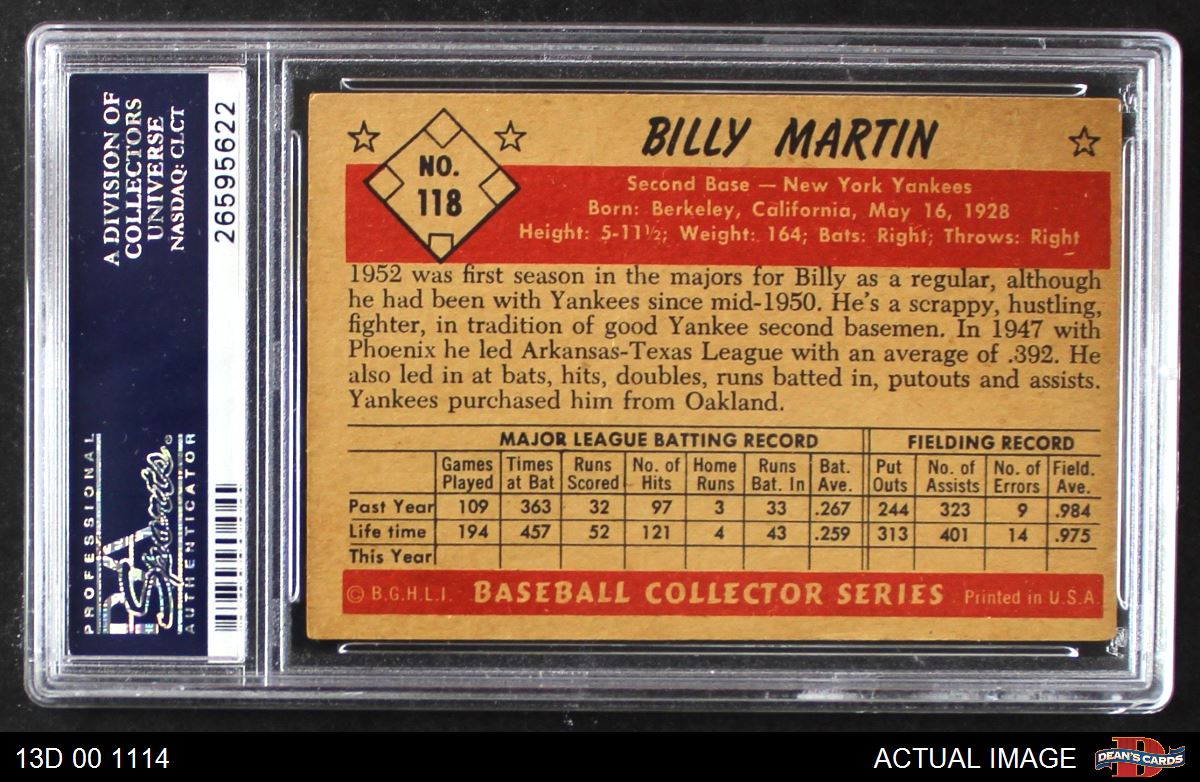 A DIVISION OF
COLLECTORS
UNIVERSE
NASDAQ: CLCT
26595622
PROFESSIONAL
PSA
Sports
AUTHENTICATOR
NO.
118
BILLY MARTIN
Second Base — New York Yankees
Born: Berkeley, California, May 16, 1928
Height: 5-11½; Weight: 164; Bats: Right; Throws: Right
1952 was first season in the majors for Billy as a regular, although
he had been with Yankees since mid-1950. He's a scrappy, hustling,
fighter, in tradition of good Yankee second basemen. In 1947 with
Phoenix he led Arkansas-Texas League with an average of .392. He
also led in at bats, hits, doubles, runs batted in, putouts and assists.
Yankees purchased him from Oakland.
MAJOR LEAGUE BATTING RECORD FIELDING RECORD
Games Times Runs No. of Home Runs Bat. Put No. of No. of Field.
Played at Bat Scored Hits Runs Bat. In Ave. Outs Assists Errors Ave.
Past Year 109 363 32 97 3 33 .267 244 323 9 .984
Life time 194 457 52 121 4 43 .259 313 401 14 .975
This Year
© B.G.H.L.I. BASEBALL COLLECTOR SERIES Printed in U.S.A.
13D 00 1114
ACTUAL IMAGE
D
DEAN'S CARDS